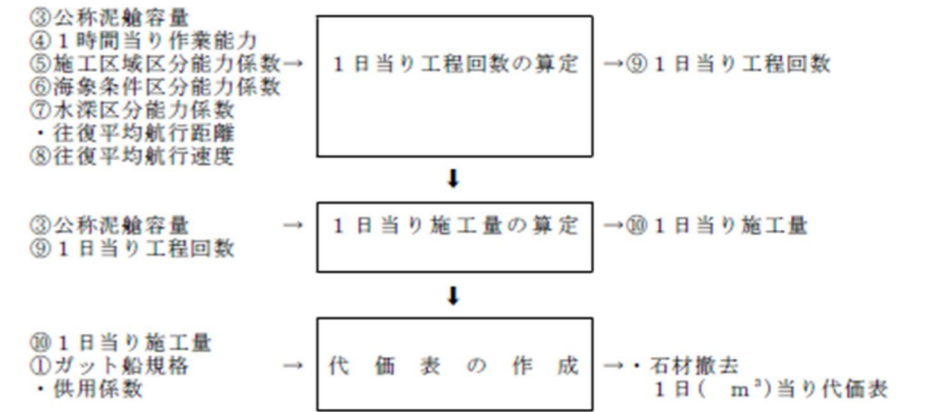 ③公称泥艙容量
④１時間当り作業能力
⑤施工区域区分能力係数→ １日当り工程回数の算定 →⑨１日当り工程回数
⑥海象条件区分能力係数
⑦水深区分能力係数
・往復平均航行距離
⑧往復平均航行速度
⬇
③公称泥艙容量 → １日当り施工量の算定 →⑩１日当り施工量
⑨１日当り工程回数
⬇
⑩１日当り施工量
①ガット船規格 → 代価表の作成 →・石材撤去
・供用係数 １日(　ｍ³)当り代価表